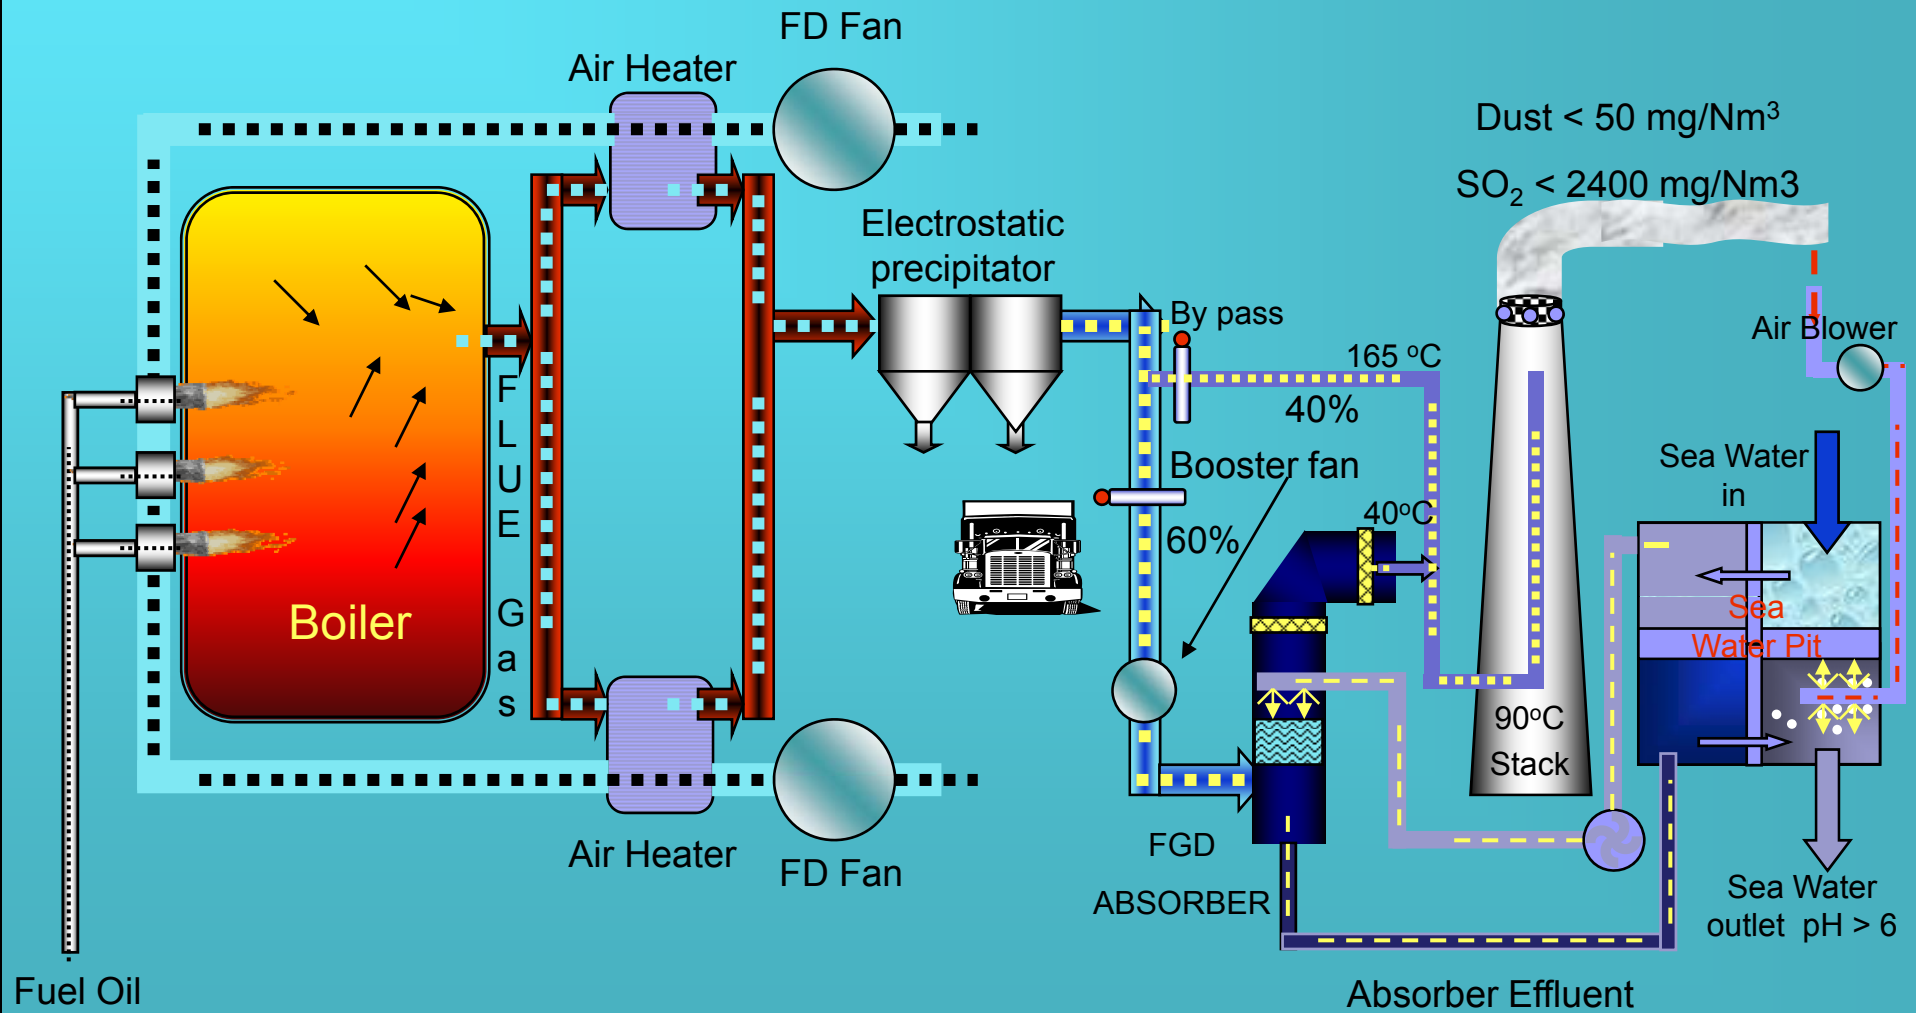 FD Fan
Air Heater
Dust < 50 mg/Nm³
SO₂ < 2400 mg/Nm3
Electrostatic
precipitator
By pass
Air Blower
165 ºC
40%
FLUE Gas
Booster fan
Sea Water
in
40ºC
60%
Boiler
Sea
Water Pit
90ºC
Stack
Air Heater
FD Fan
FGD
ABSORBER
Sea Water
outlet pH > 6
Fuel Oil
Absorber Effluent